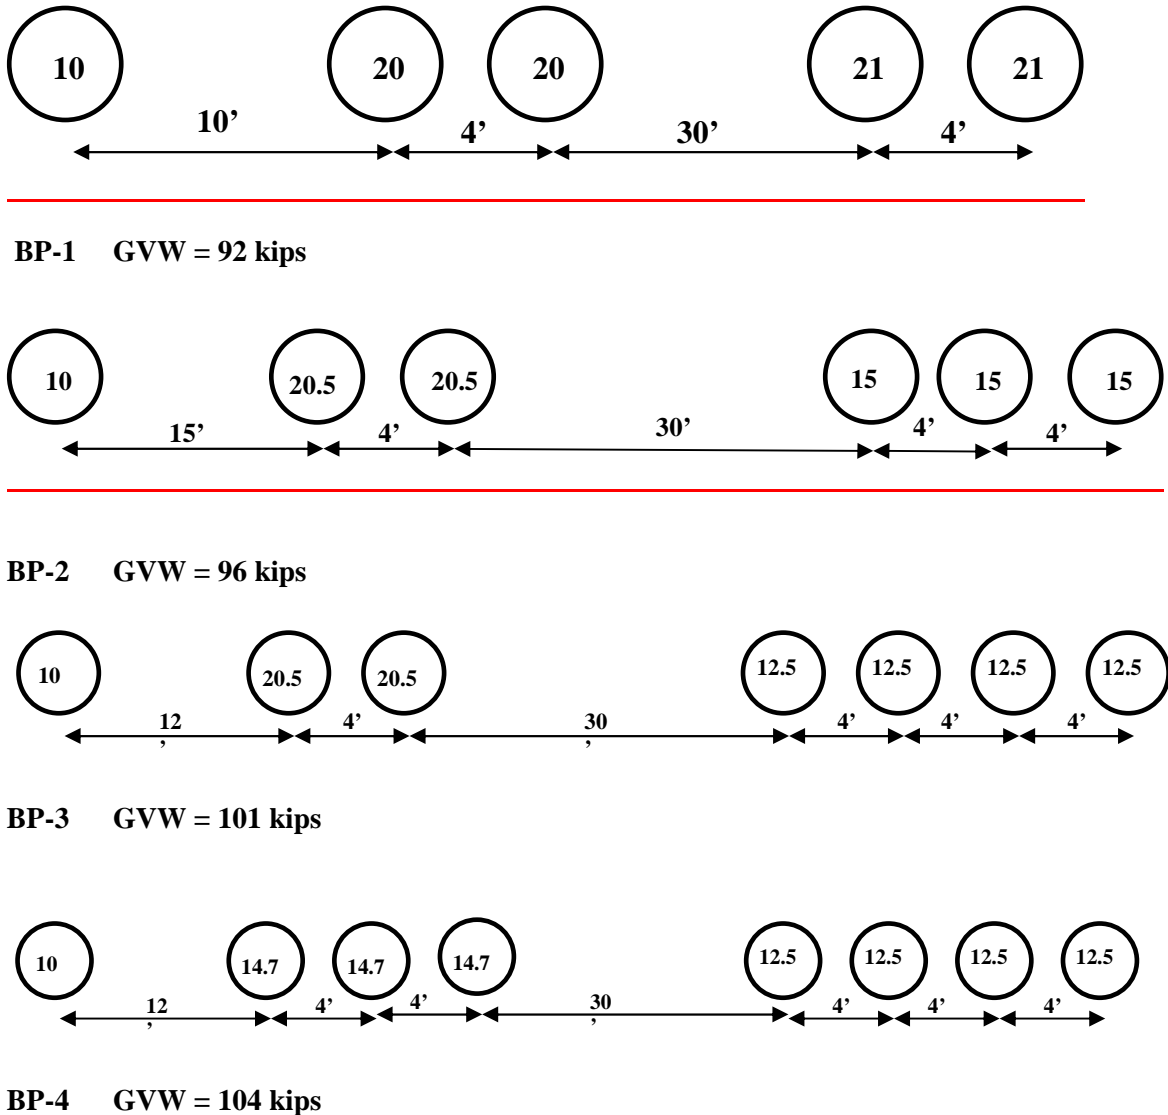 10 20 20 21 21
10’ 4’ 30’ 4’
BP-1 GVW = 92 kips
10 20.5 20.5 15 15 15
15’ 4’ 30’ 4’ 4’
BP-2 GVW = 96 kips
10 20.5 20.5 12.5 12.5 12.5 12.5
12’ 4’ 30’ 4’ 4’ 4’
BP-3 GVW = 101 kips
10 14.7 14.7 14.7 12.5 12.5 12.5 12.5
12’ 4’ 4’ 30’ 4’ 4’ 4’
BP-4 GVW = 104 kips